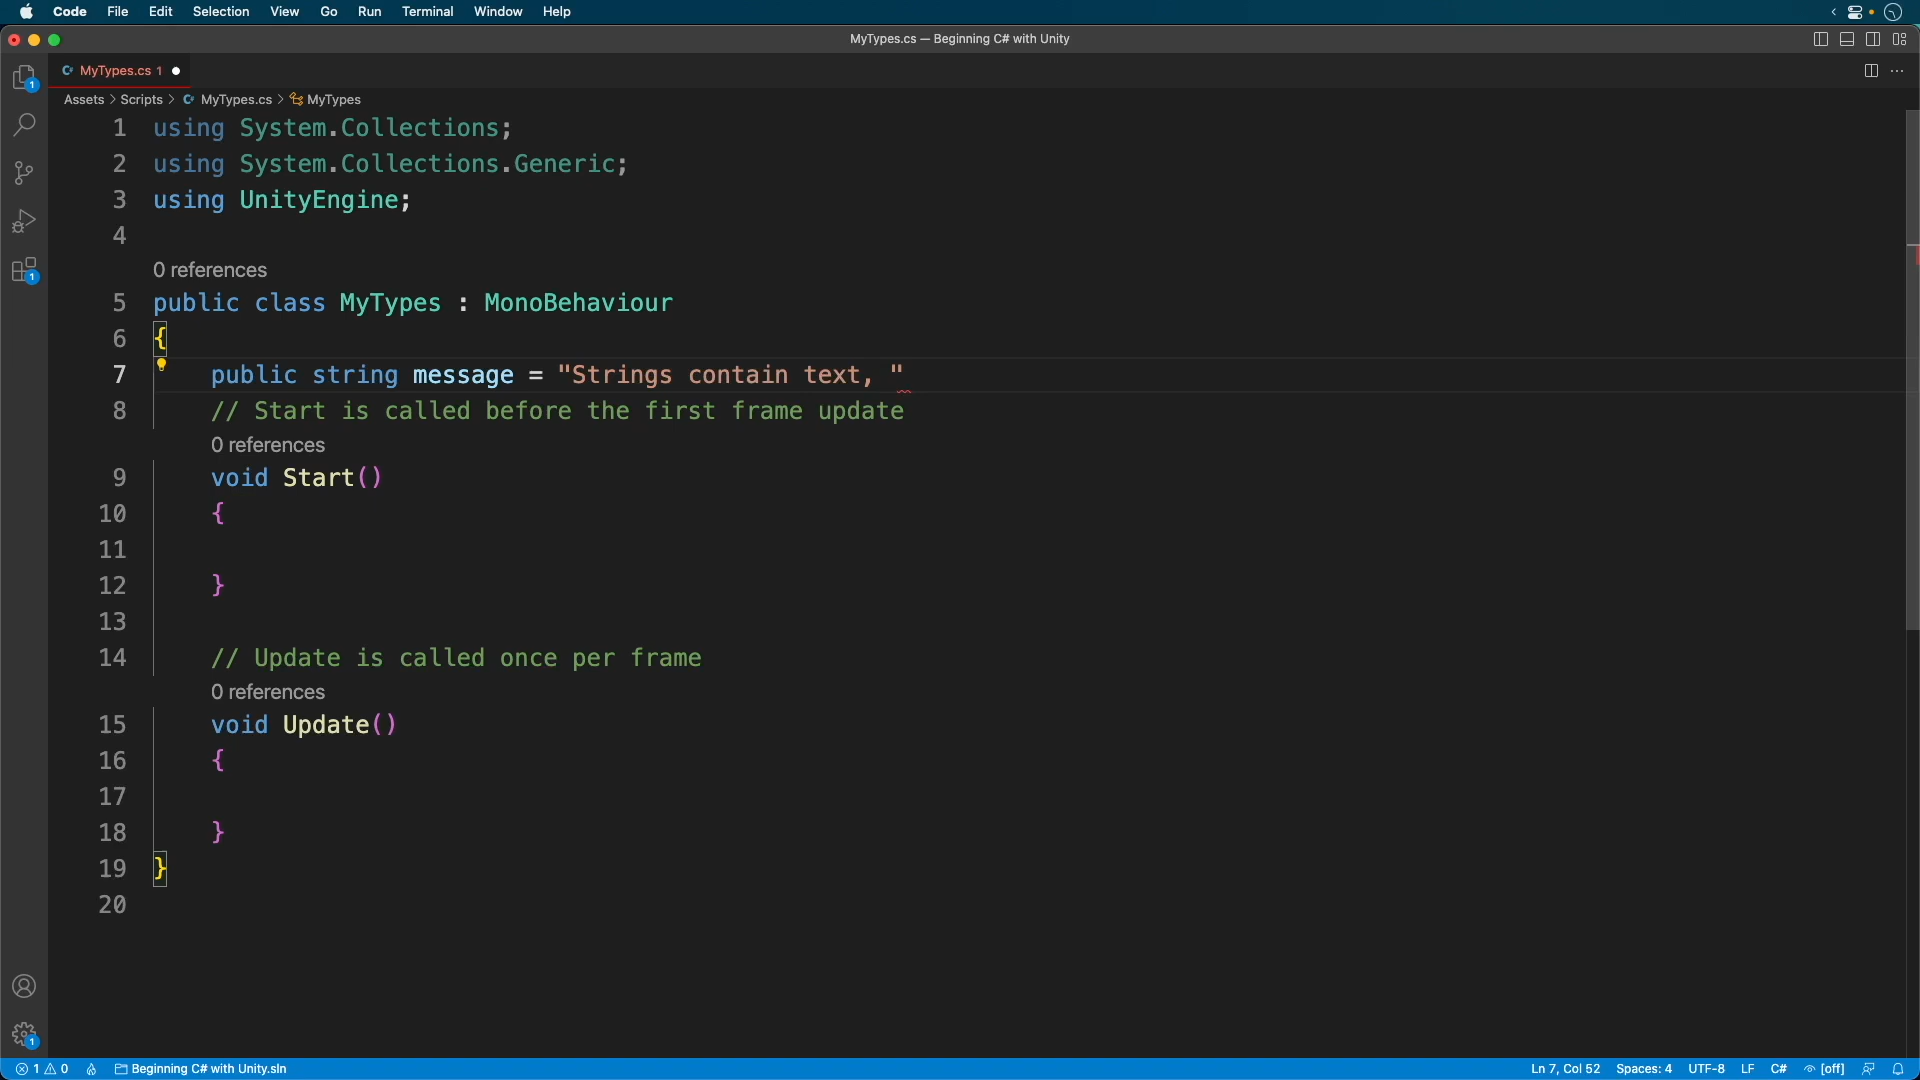 Code File Edit Selection View Go Run Terminal Window Help
MyTypes.cs — Beginning C# with Unity
MyTypes.cs 1
Assets > Scripts > MyTypes.cs > MyTypes
1 using System.Collections;
2 using System.Collections.Generic;
3 using UnityEngine;
4
0 references
5 public class MyTypes : MonoBehaviour
6 {
7 public string message = "Strings contain text, "
8 // Start is called before the first frame update
0 references
9 void Start()
10 {
11
12 }
13
14 // Update is called once per frame
0 references
15 void Update()
16 {
17
18 }
19 }
20
1 0 Beginning C# with Unity.sln Ln 7, Col 52 Spaces: 4 UTF-8 LF C# [off]